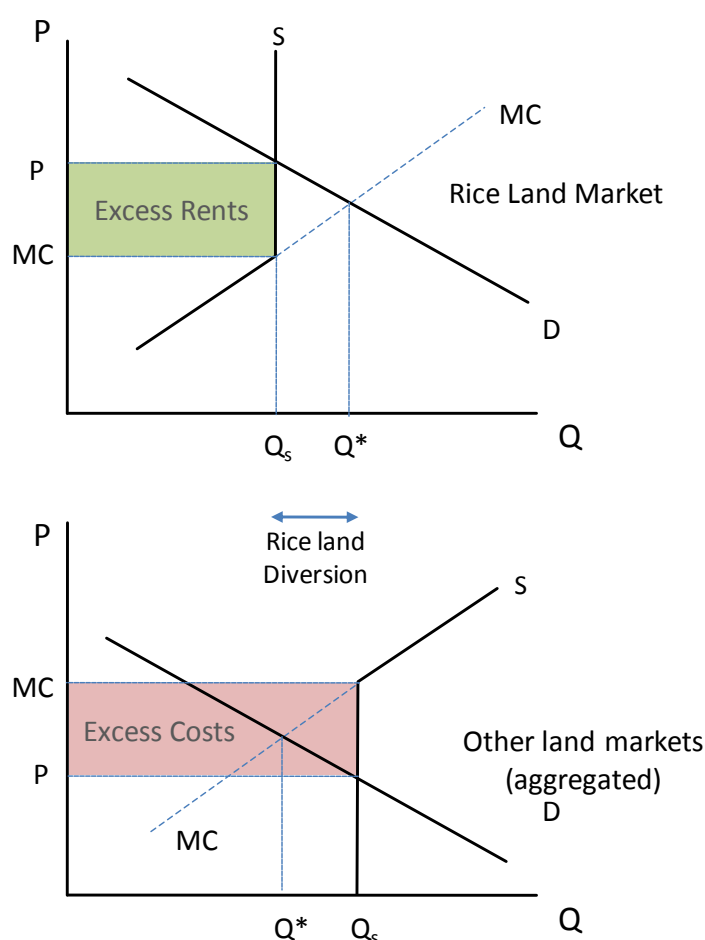 P
S
MC
P
Rice Land Market
Excess Rents
MC
D
Qs
Q*
Q
P
Rice land
Diversion
S
MC
Excess Costs
Other land markets
(aggregated)
P
D
MC
Q*
Qs
Q